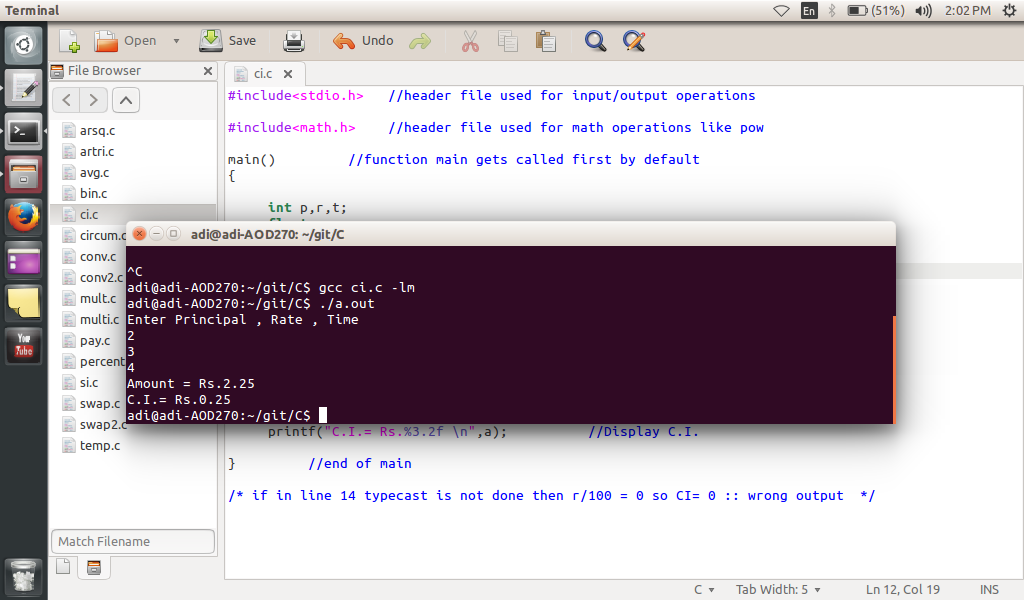 Terminal
En
(51%)
2:02 PM
Open
Save
Undo
File Browser
arsq.c
artri.c
avg.c
bin.c
ci.c
circum.c
conv.c
conv2.c
mult.c
multi.c
pay.c
percent
si.c
swap.c
swap2.c
temp.c
Match Filename
You
Tube
ci.c
#include<stdio.h> //header file used for input/output operations
#include<math.h> //header file used for math operations like pow
main() //function main gets called first by default
{
int p,r,t;
adi@adi-AOD270: ~/git/C
^C
adi@adi-AOD270:~/git/C$ gcc ci.c -lm
adi@adi-AOD270:~/git/C$ ./a.out
Enter Principal , Rate , Time
2
3
4
Amount = Rs.2.25
C.I.= Rs.0.25
adi@adi-AOD270:~/git/C$
printf("C.I.= Rs.%3.2f \n",a); //Display C.I.
} //end of main
/* if in line 14 typecast is not done then r/100 = 0 so CI= 0 :: wrong output */
C
Tab Width: 5
Ln 12, Col 19
INS